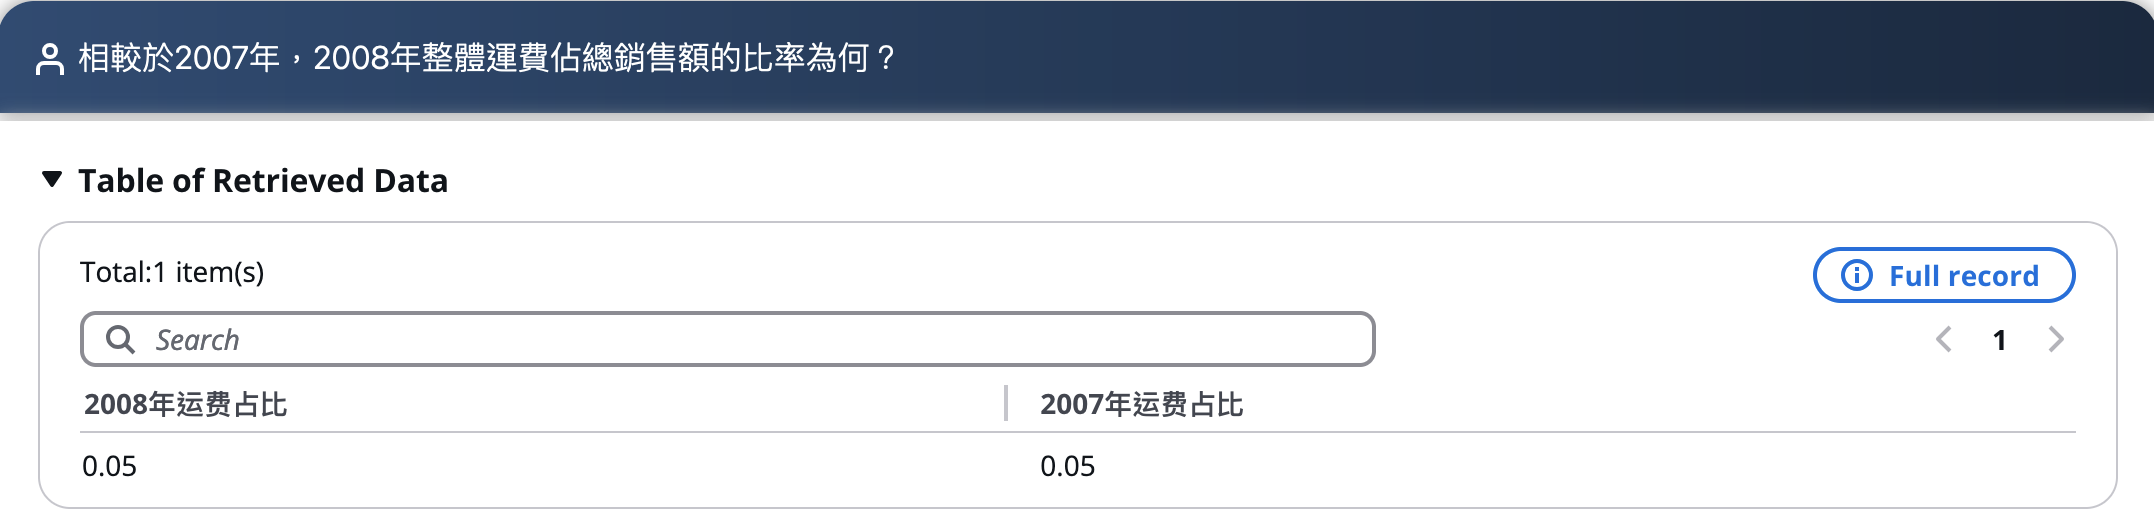 相較於2007年，2008年整體運費佔總銷售額的比率為何？
Table of Retrieved Data
Total:1 item(s)
Full record
Search
1
2008年运费占比 2007年运费占比
0.05 0.05